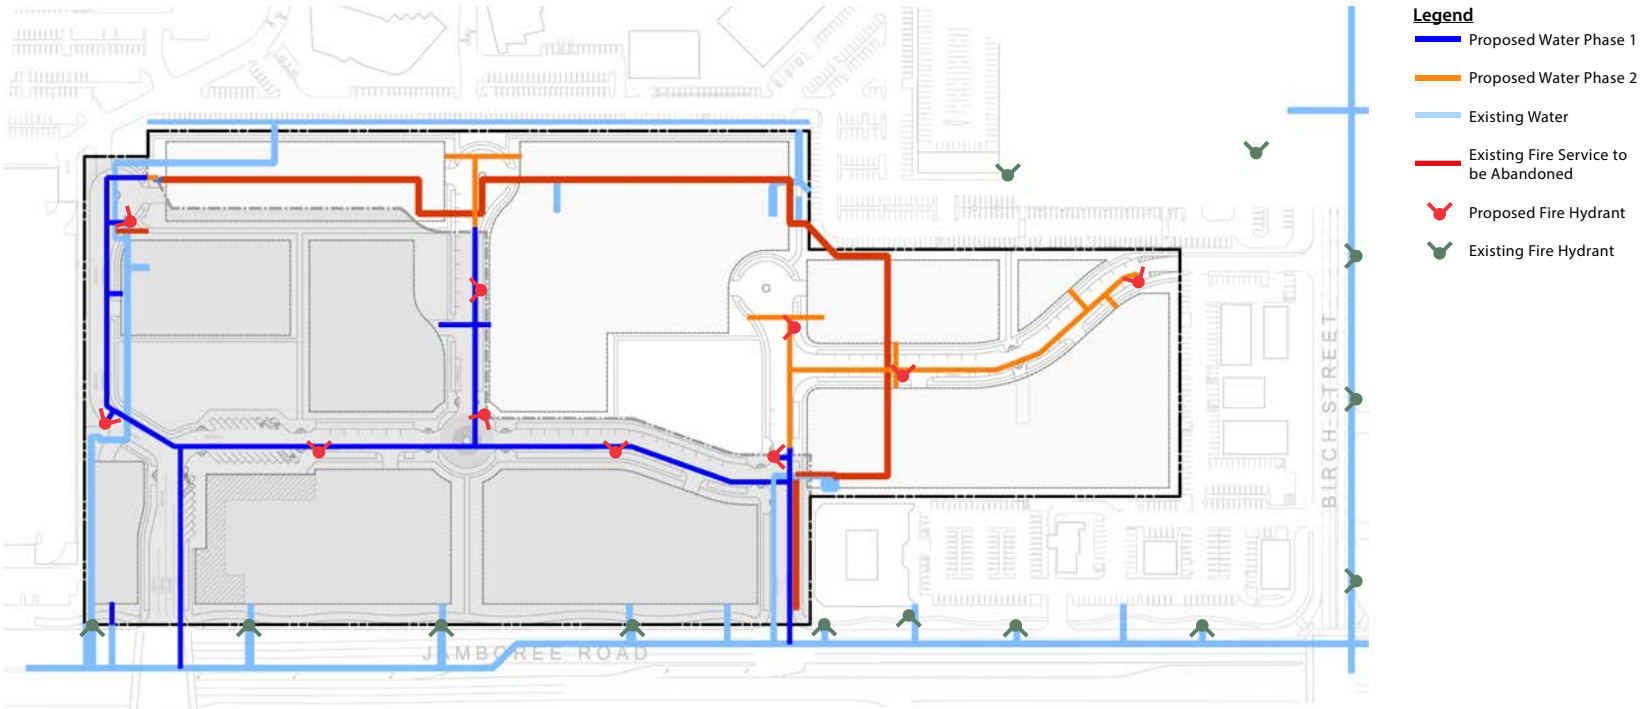 Legend
Proposed Water Phase 1
Proposed Water Phase 2
Existing Water
Existing Fire Service to
be Abandoned
Proposed Fire Hydrant
Existing Fire Hydrant
BIRCH STREET
JAMBOREE ROAD